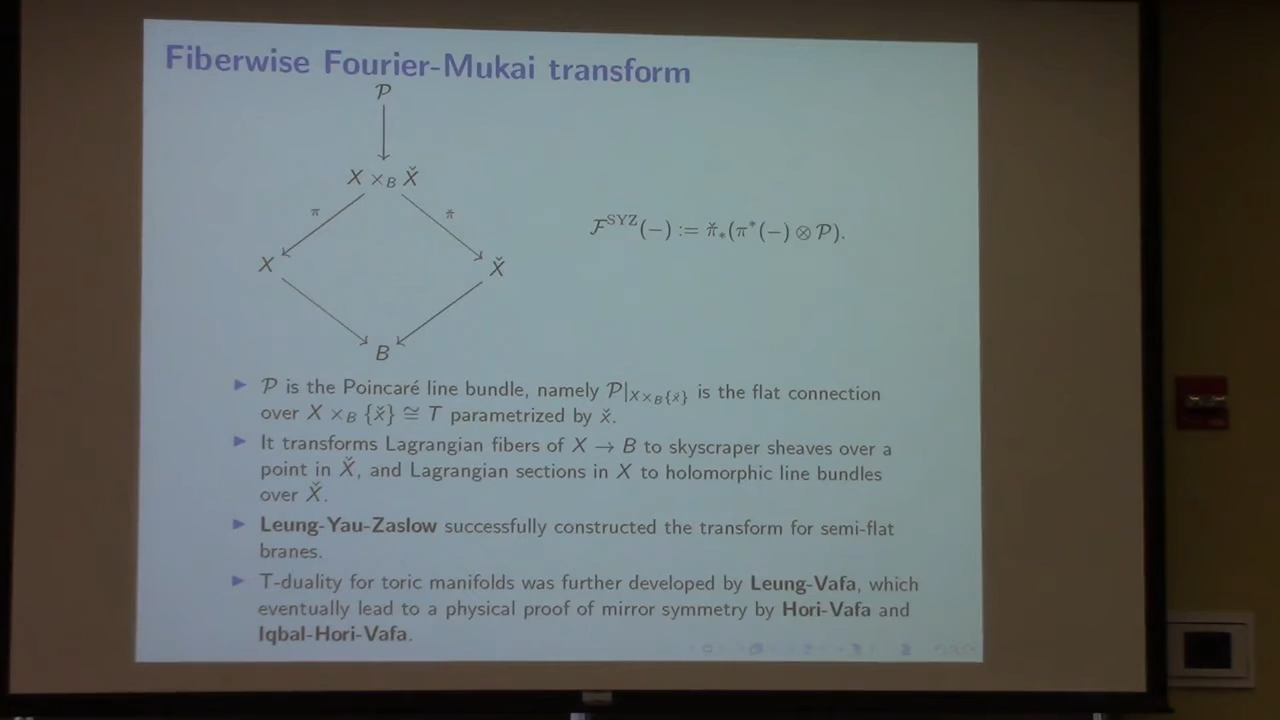 Fiberwise Fourier-Mukai transform
𝒫
X ×_B X̌
π π̌
X X̌
ℱ^SYZ(−) := π̌_*(π^*(−) ⊗ 𝒫).
B
▶ 𝒫 is the Poincaré line bundle, namely 𝒫|_{X×_B{x̌}} is the flat connection
over X ×_B {x̌} ≅ T parametrized by x̌.
▶ It transforms Lagrangian fibers of X → B to skyscraper sheaves over a
point in X̌, and Lagrangian sections in X to holomorphic line bundles
over X̌.
▶ Leung-Yau-Zaslow successfully constructed the transform for semi-flat
branes.
▶ T-duality for toric manifolds was further developed by Leung-Vafa, which
eventually lead to a physical proof of mirror symmetry by Hori-Vafa and
Iqbal-Hori-Vafa.